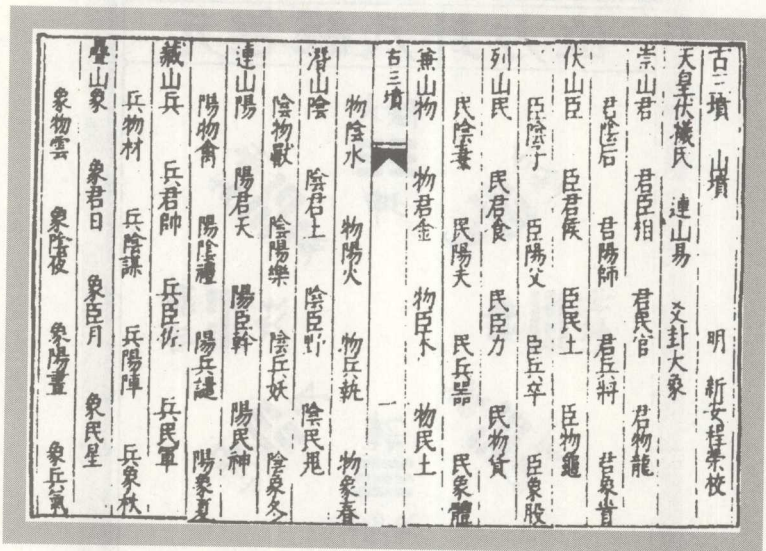 古三墳 山墳 明 新安程榮校
天皇伏犧氏 連山易 爻卦大象
崇山君 君臣相 君民官 君物龍
君陰后 君陽師 君兵將 君象首
伏山臣 臣君侯 臣民士 臣物龜
臣陰子 臣陽父 臣兵卒 臣象股
列山民 民君食 民臣力 民物貨
民陰妻 民陽夫 民兵器 民象體
兼山物 物君金 物臣木 物民土
古三墳 一
物陰水 物陽火 物兵執 物象春
潛山陰 陰君土 陰臣野 陰民鬼
陰物獸 陰陽樂 陰兵妖 陰象冬
連山陽 陽君天 陽臣幹 陽民神
陽物禽 陽陰禮 陽兵譴 陽象夏
藏山兵 兵君帥 兵臣佐 兵民軍
兵物材 兵陰謀 兵陽陣 兵象秋
疊山象 象君日 象臣月 象民星
象物雲 象陰夜 象陽晝 象兵氣